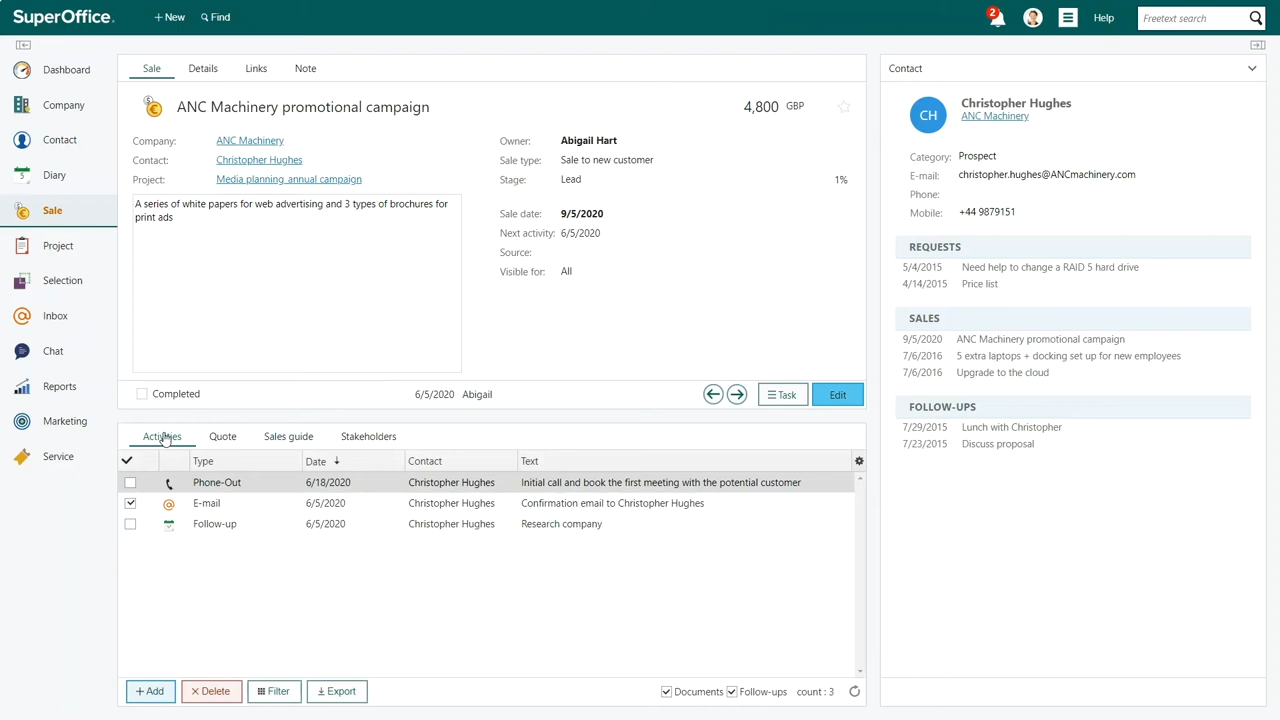 SuperOffice.
+ New
Find
2
Help
Freetext search
Dashboard
Company
Contact
5
Diary
Sale
Project
Selection
Inbox
Chat
Reports
Marketing
Service
Sale
Details
Links
Note
ANC Machinery promotional campaign
4,800 GBP
Company: ANC Machinery
Contact: Christopher Hughes
Project: Media planning_annual campaign
A series of white papers for web advertising and 3 types of brochures for
print ads
Owner: Abigail Hart
Sale type: Sale to new customer
Stage: Lead 1%
Sale date: 9/5/2020
Next activity: 6/5/2020
Source:
Visible for: All
Completed
6/5/2020 Abigail
Task
Edit
Activities
Quote
Sales guide
Stakeholders
Type Date Contact Text
Phone-Out 6/18/2020 Christopher Hughes Initial call and book the first meeting with the potential customer
E-mail 6/5/2020 Christopher Hughes Confirmation email to Christopher Hughes
Follow-up 6/5/2020 Christopher Hughes Research company
+ Add
Delete
Filter
Export
Documents
Follow-ups
count : 3
Contact
CH
Christopher Hughes
ANC Machinery
Category: Prospect
E-mail: christopher.hughes@ANCmachinery.com
Phone:
Mobile: +44 9879151
REQUESTS
5/4/2015 Need help to change a RAID 5 hard drive
4/14/2015 Price list
SALES
9/5/2020 ANC Machinery promotional campaign
7/6/2016 5 extra laptops + docking set up for new employees
7/6/2016 Upgrade to the cloud
FOLLOW-UPS
7/29/2015 Lunch with Christopher
7/23/2015 Discuss proposal